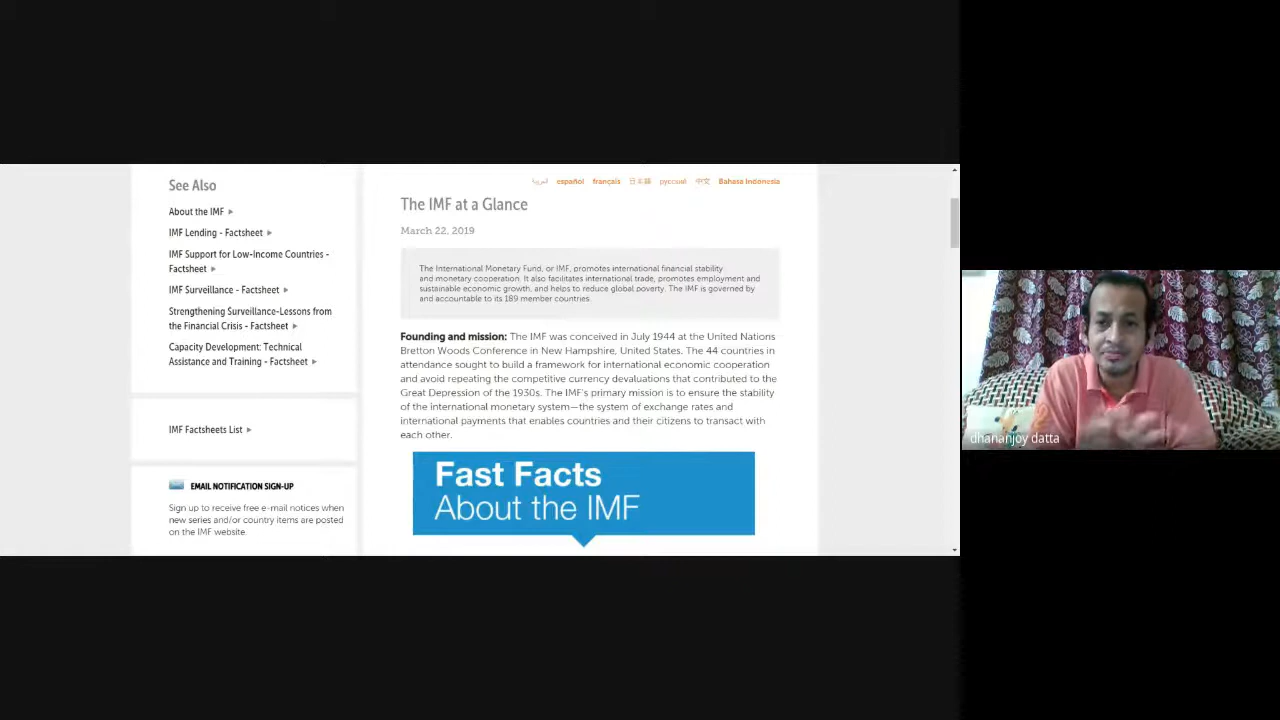 See Also
About the IMF
IMF Lending - Factsheet
IMF Support for Low-Income Countries -
Factsheet
IMF Surveillance - Factsheet
Strengthening Surveillance-Lessons from
the Financial Crisis - Factsheet
Capacity Development: Technical
Assistance and Training - Factsheet
IMF Factsheets List
EMAIL NOTIFICATION SIGN-UP
Sign up to receive free e-mail notices when
new series and/or country items are posted
on the IMF website.
العربية español français 日本語 русский 中文 Bahasa Indonesia
The IMF at a Glance
March 22, 2019
The International Monetary Fund, or IMF, promotes international financial stability
and monetary cooperation. It also facilitates international trade, promotes employment and
sustainable economic growth, and helps to reduce global poverty. The IMF is governed by
and accountable to its 189 member countries.
Founding and mission: The IMF was conceived in July 1944 at the United Nations
Bretton Woods Conference in New Hampshire, United States. The 44 countries in
attendance sought to build a framework for international economic cooperation
and avoid repeating the competitive currency devaluations that contributed to the
Great Depression of the 1930s. The IMF's primary mission is to ensure the stability
of the international monetary system—the system of exchange rates and
international payments that enables countries and their citizens to transact with
each other.
Fast Facts
About the IMF
dhananjoy datta